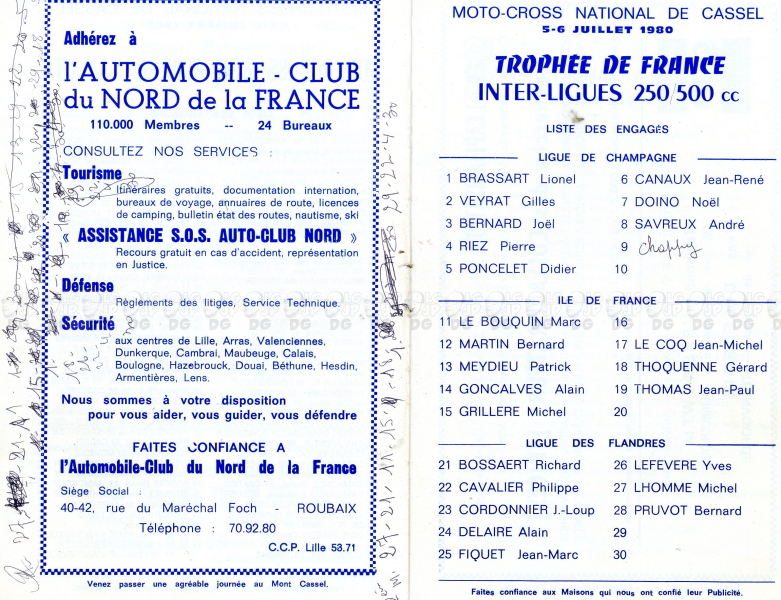 Adhérez à
l'AUTOMOBILE - CLUB
du NORD de la FRANCE
110.000 Membres -- 24 Bureaux
CONSULTEZ NOS SERVICES :
Tourisme
Itinéraires gratuits, documentation internation,
bureaux de voyage, annuaires de route, licences
de camping, bulletin état des routes, nautisme, ski
« ASSISTANCE S.O.S. AUTO-CLUB NORD »
Recours gratuit en cas d'accident, représentation
en Justice.
Défense
Règlements des litiges, Service Technique.
Sécurité
aux centres de Lille, Arras, Valenciennes,
Dunkerque, Cambrai, Maubeuge, Calais,
Boulogne, Hazebrouck, Douai, Béthune, Hesdin,
Armentières, Lens.
Nous sommes à votre disposition
pour vous aider, vous guider, vous défendre
FAITES CONFIANCE A
l'Automobile-Club du Nord de la France
Siège Social :
40-42, rue du Maréchal Foch - ROUBAIX
Téléphone : 70.92.80
C.C.P. Lille 53.71
Venez passer une agréable journée au Mont Cassel.
MOTO-CROSS NATIONAL DE CASSEL
5-6 JUILLET 1980
TROPHÉE DE FRANCE
INTER-LIGUES 250/500 cc
LISTE DES ENGAGÉS
LIGUE DE CHAMPAGNE
1 BRASSART Lionel
2 VEYRAT Gilles
3 BERNARD Joël
4 RIEZ Pierre
5 PONCELET Didier
6 CANAUX Jean-René
7 DOINO Noël
8 SAVREUX André
9 chappy
10
ILE DE FRANCE
11 LE BOUQUIN Marc
12 MARTIN Bernard
13 MEYDIEU Patrick
14 GONCALVES Alain
15 GRILLERE Michel
16
17 LE COQ Jean-Michel
18 THOQUENNE Gérard
19 THOMAS Jean-Paul
20
LIGUE DES FLANDRES
21 BOSSAERT Richard
22 CAVALIER Philippe
23 CORDONNIER J.-Loup
24 DELAIRE Alain
25 FIQUET Jean-Marc
26 LEFEVERE Yves
27 LHOMME Michel
28 PRUVOT Bernard
29
30
Faites confiance aux Maisons qui nous ont confié leur Publicité.